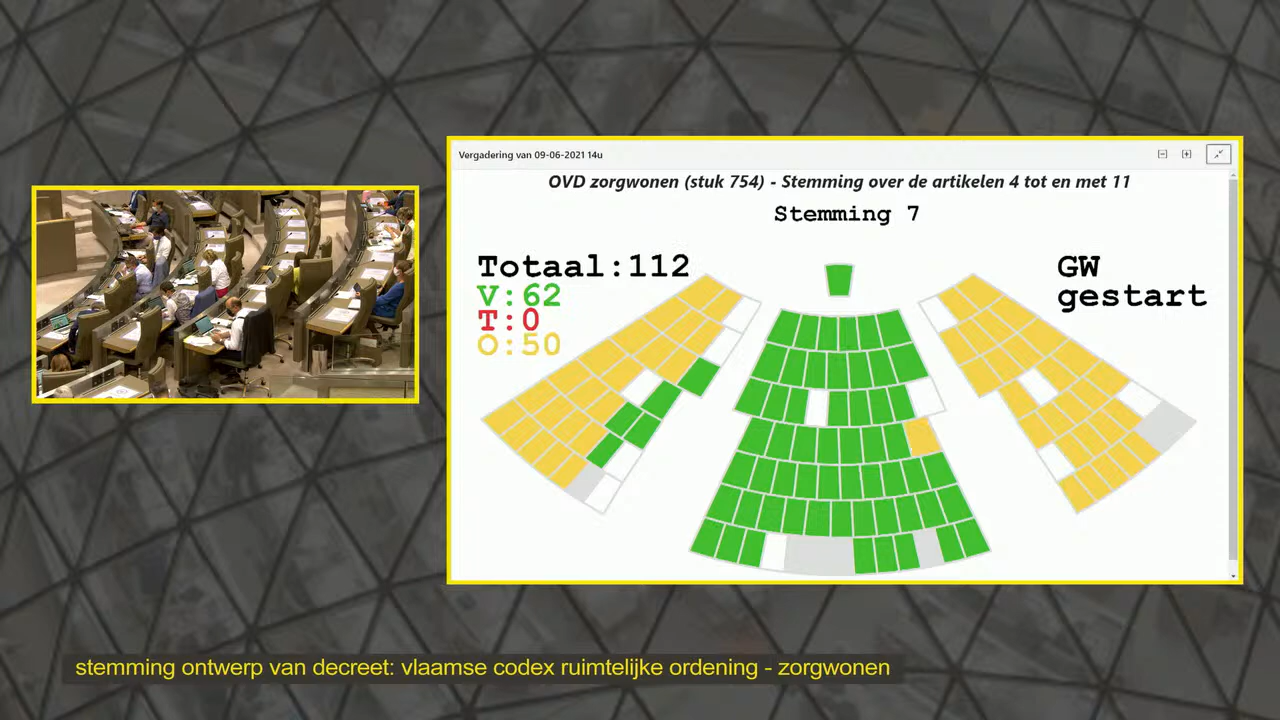 Vergadering van 09-06-2021 14u
OVD zorgwonen (stuk 754) - Stemming over de artikelen 4 tot en met 11
Stemming 7
Totaal:112
V:62
T:0
O:50
GW
gestart
stemming ontwerp van decreet: vlaamse codex ruimtelijke ordening - zorgwonen